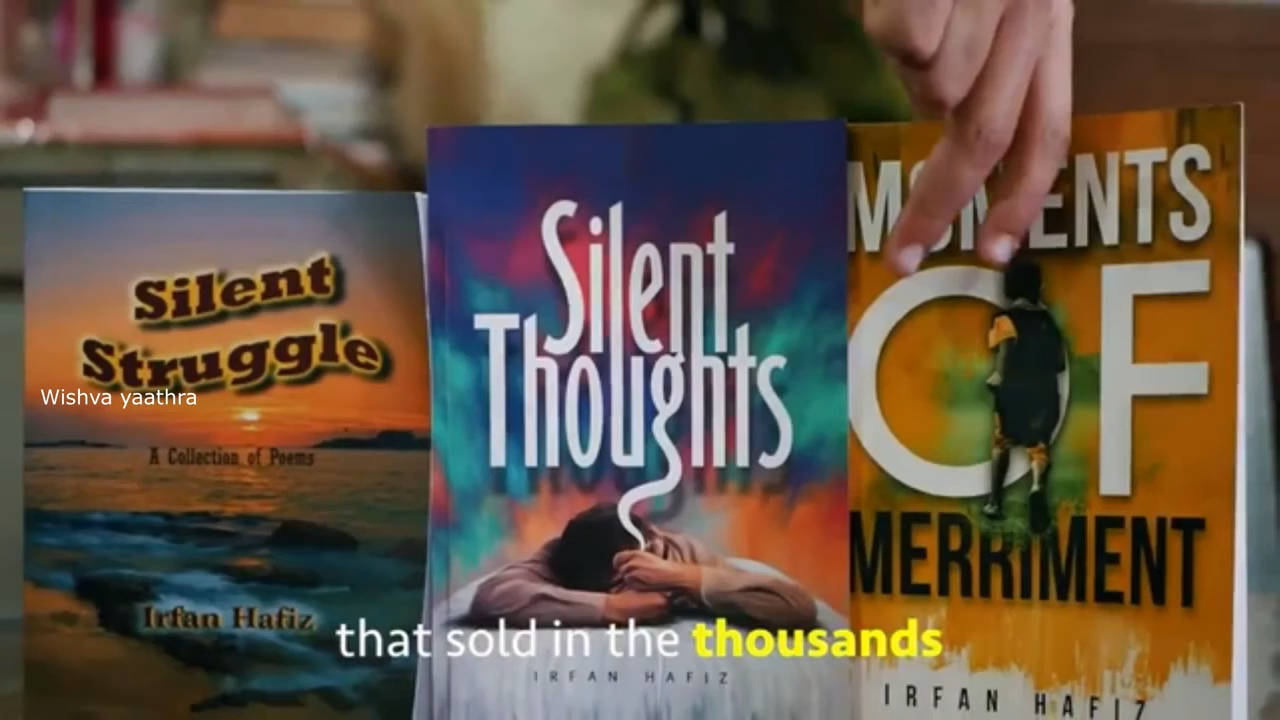 Silent
Struggle
Wishva yaathra
A Collection of Poems
Irfan Hafiz
Silent
Thoughts
IRFAN HAFIZ
MOMENTS
OF
MERRIMENT
IRFAN HAFIZ
that sold in the thousands